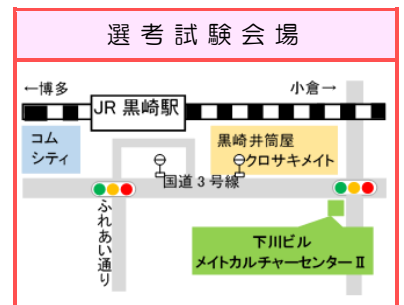 選考試験会場
←博多
小倉→
JR 黒崎駅
コム
シティ
黒崎井筒屋
クロサキメイト
国道3号線
ふれあい通り
下川ビル
メイトカルチャーセンターⅡ